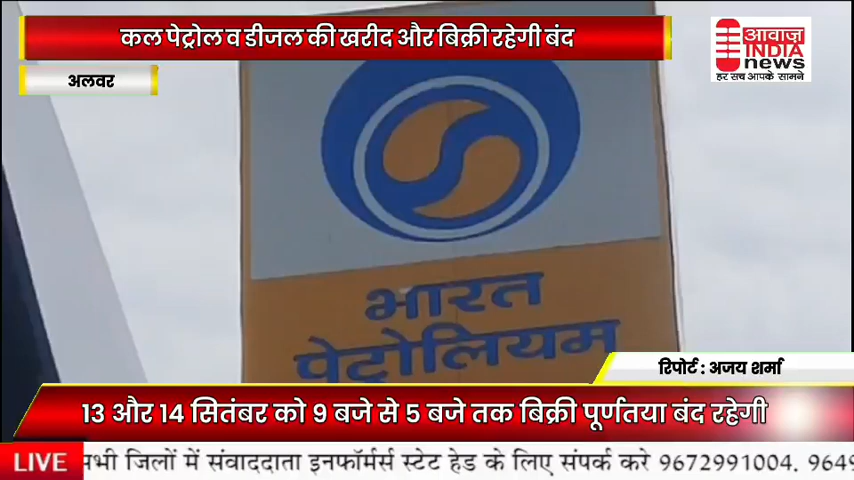 कल पेट्रोल व डीजल की खरीद और बिक्री रहेगी बंद
आवाज़
INDIA
news
हर सच आपके सामने
अलवर
भारत
पेट्रोलियम
रिपोर्ट : अजय शर्मा
13 और 14 सितंबर को 9 बजे से 5 बजे तक बिक्री पूर्णतया बंद रहेगी
LIVE
जिलों में संवाददाता इनफॉर्मर्स स्टेट हेड के लिए संपर्क करे 9672991004.